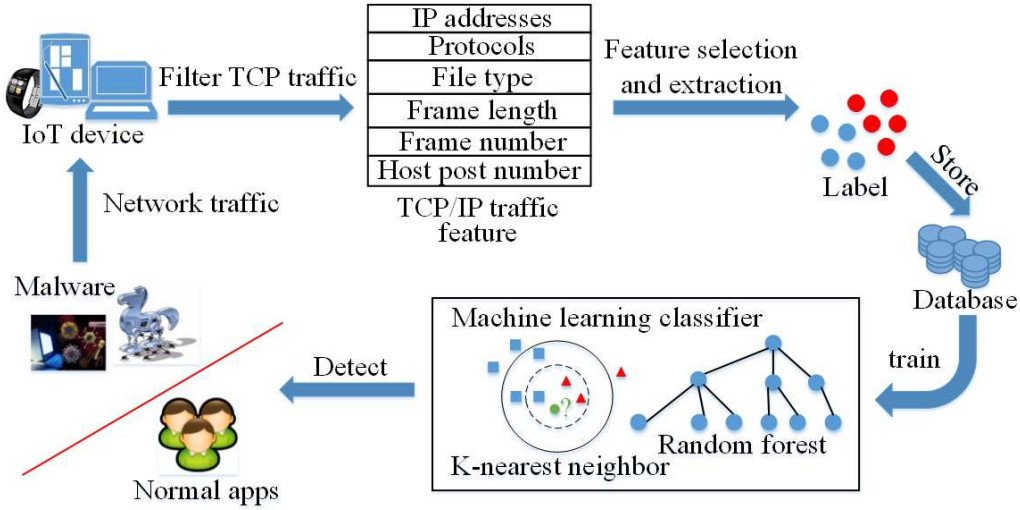 IoT device
Filter TCP traffic
IP addresses
Protocols
File type
Frame length
Frame number
Host post number
TCP/IP traffic
feature
Feature selection
and extraction
Label
Store
Database
train
Machine learning classifier
?
K-nearest neighbor
Random forest
Detect
Malware
Normal apps
Network traffic